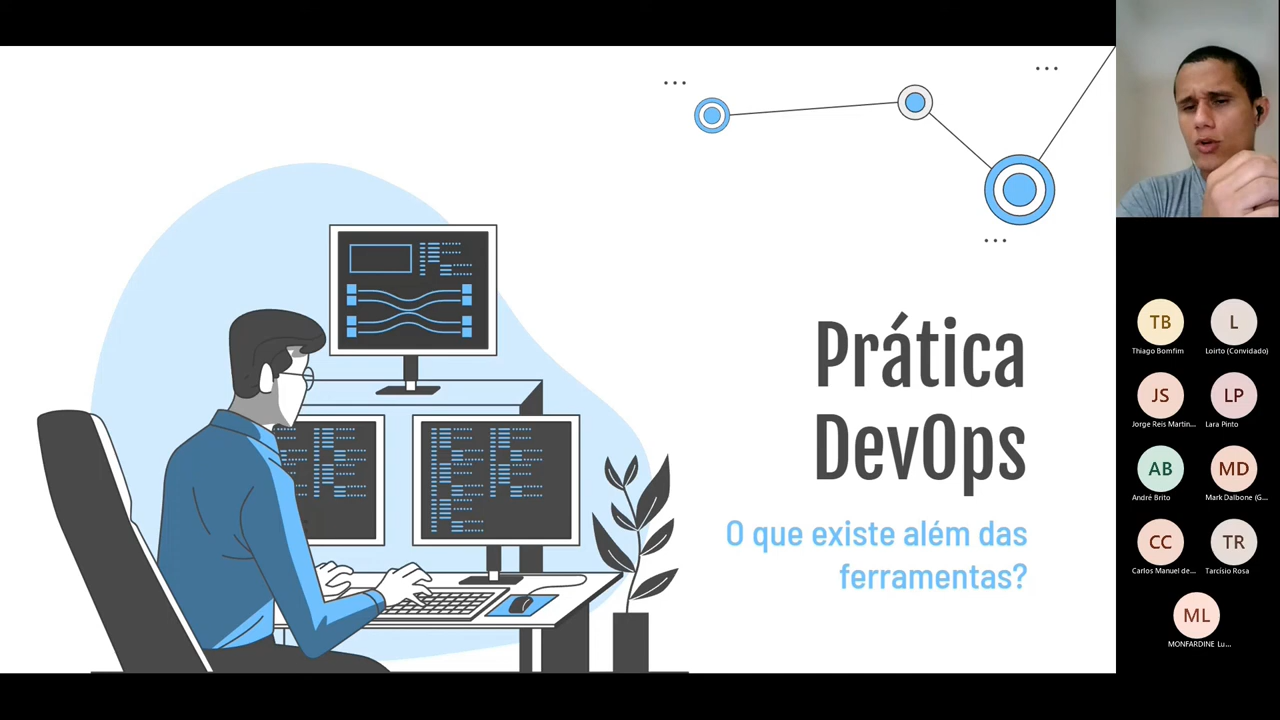 Prática
DevOps
O que existe além das
ferramentas?
TB
L
Thiago Bomfim
Loirto (Convidado)
JS
LP
Jorge Reis Martin...
Lara Pinto
AB
MD
André Brito
Mark Dalbone (G...
CC
TR
Carlos Manuel de...
Tarcísio Rosa
ML
MONFARDINE Lu...